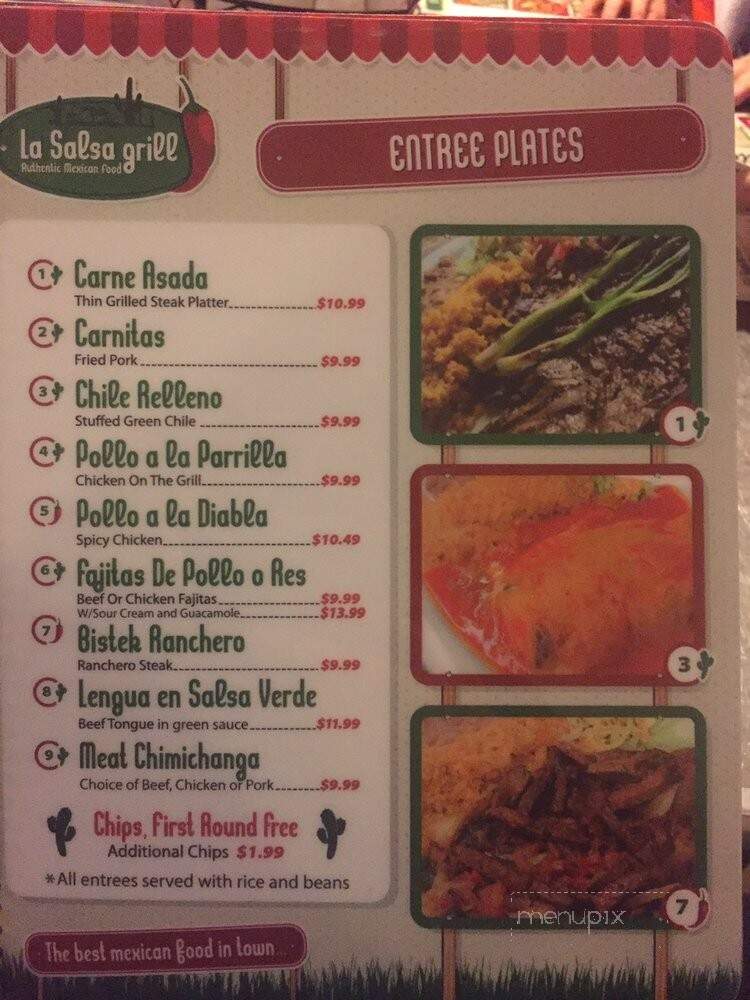 La Salsa grill
Authentic Mexican Food
ENTREE PLATES
1 Carne Asada
Thin Grilled Steak Platter $10.99
2 Carnitas
Fried Pork $9.99
3 Chile Relleno
Stuffed Green Chile $9.99
4 Pollo a la Parrilla
Chicken On The Grill $9.99
5 Pollo a la Diabla
Spicy Chicken $10.49
6 Fajitas De Pollo o Res
Beef Or Chicken Fajitas $9.99
W/Sour Cream and Guacamole $13.99
7 Bistek Ranchero
Ranchero Steak $9.99
8 Lengua en Salsa Verde
Beef Tongue in green sauce $11.99
9 Meat Chimichanga
Choice of Beef, Chicken or Pork $9.99
Chips, First Round Free
Additional Chips $1.99
*All entrees served with rice and beans
The best mexican food in town...
1
3
7
menupix